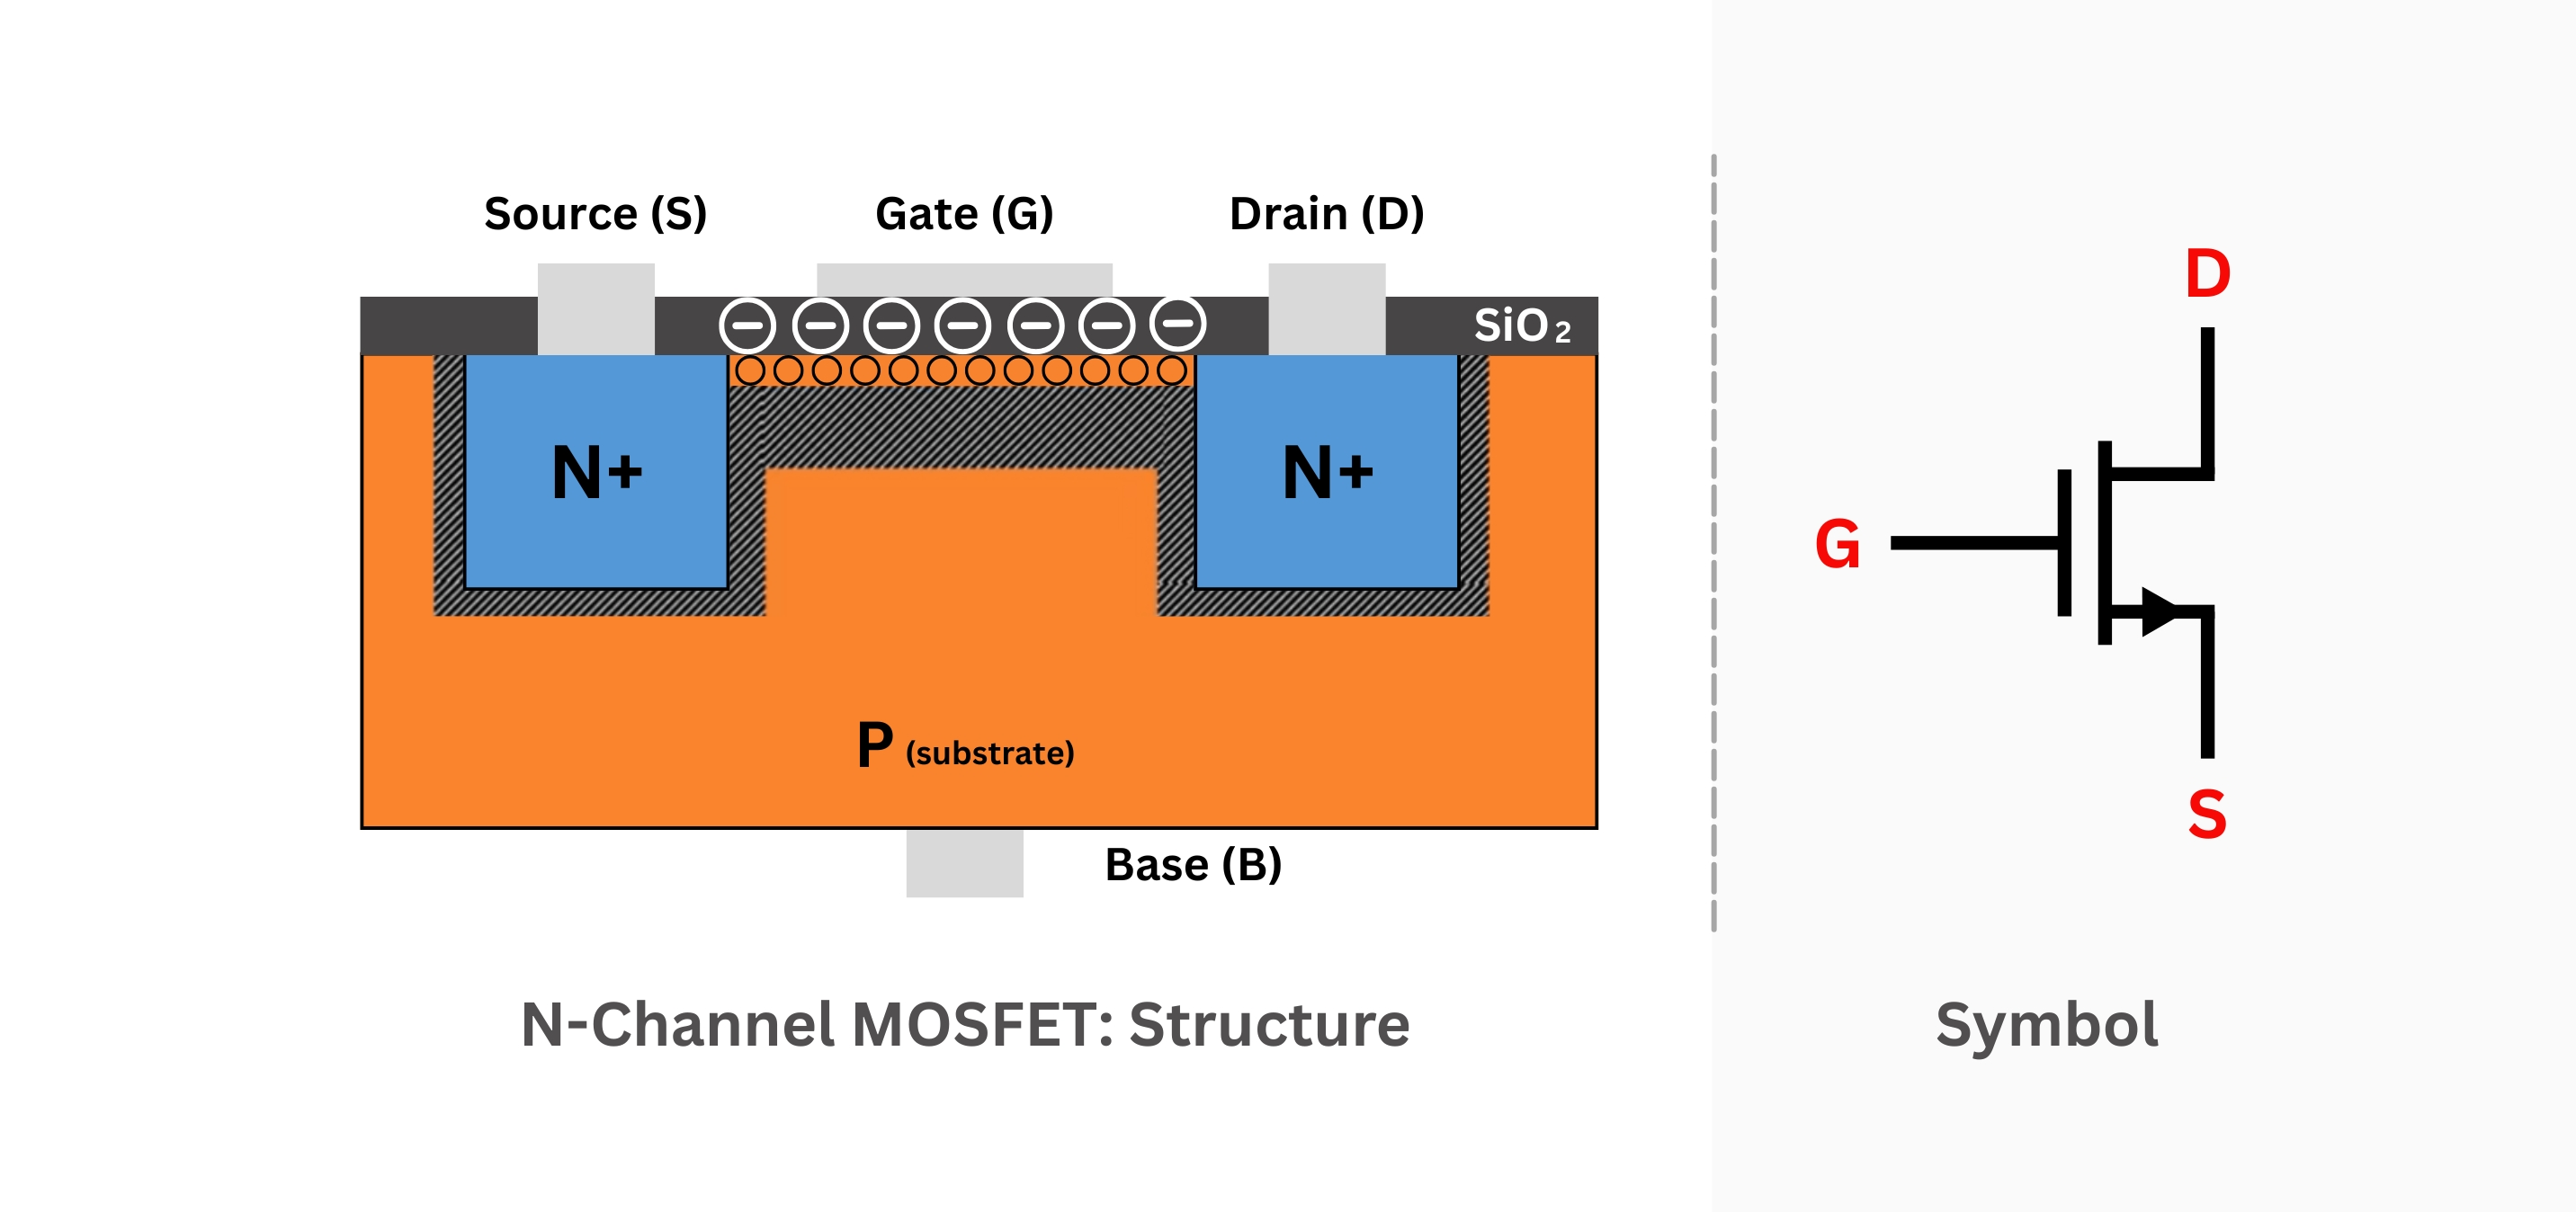 Source (S)
Gate (G)
Drain (D)
SiO₂
N+
N+
P (substrate)
Base (B)
N-Channel MOSFET: Structure
D
G
S
Symbol